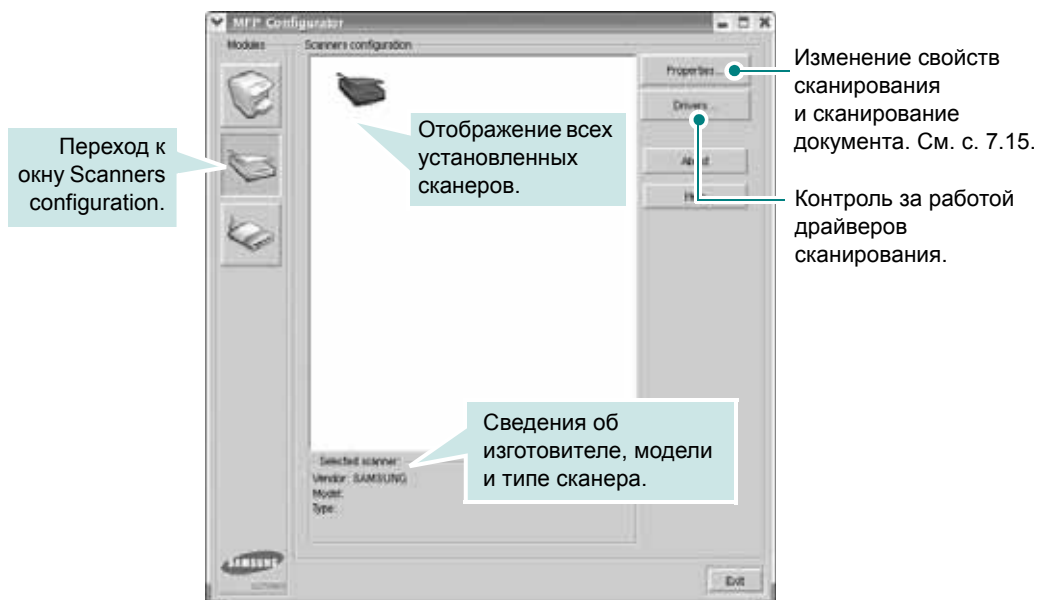 MFP Configurator
Modules
Scanners configuration
Properties...
Drivers...
About
Help
Изменение свойств
сканирования
и сканирование
документа. См. с. 7.15.
Контроль за работой
драйверов
сканирования.
Переход к
окну Scanners
configuration.
Отображение всех
установленных
сканеров.
Сведения об
изготовителе, модели
и типе сканера.
Selected scanner:
Vendor: SAMSUNG
Model:
Type:
SAMSUNG
Exit